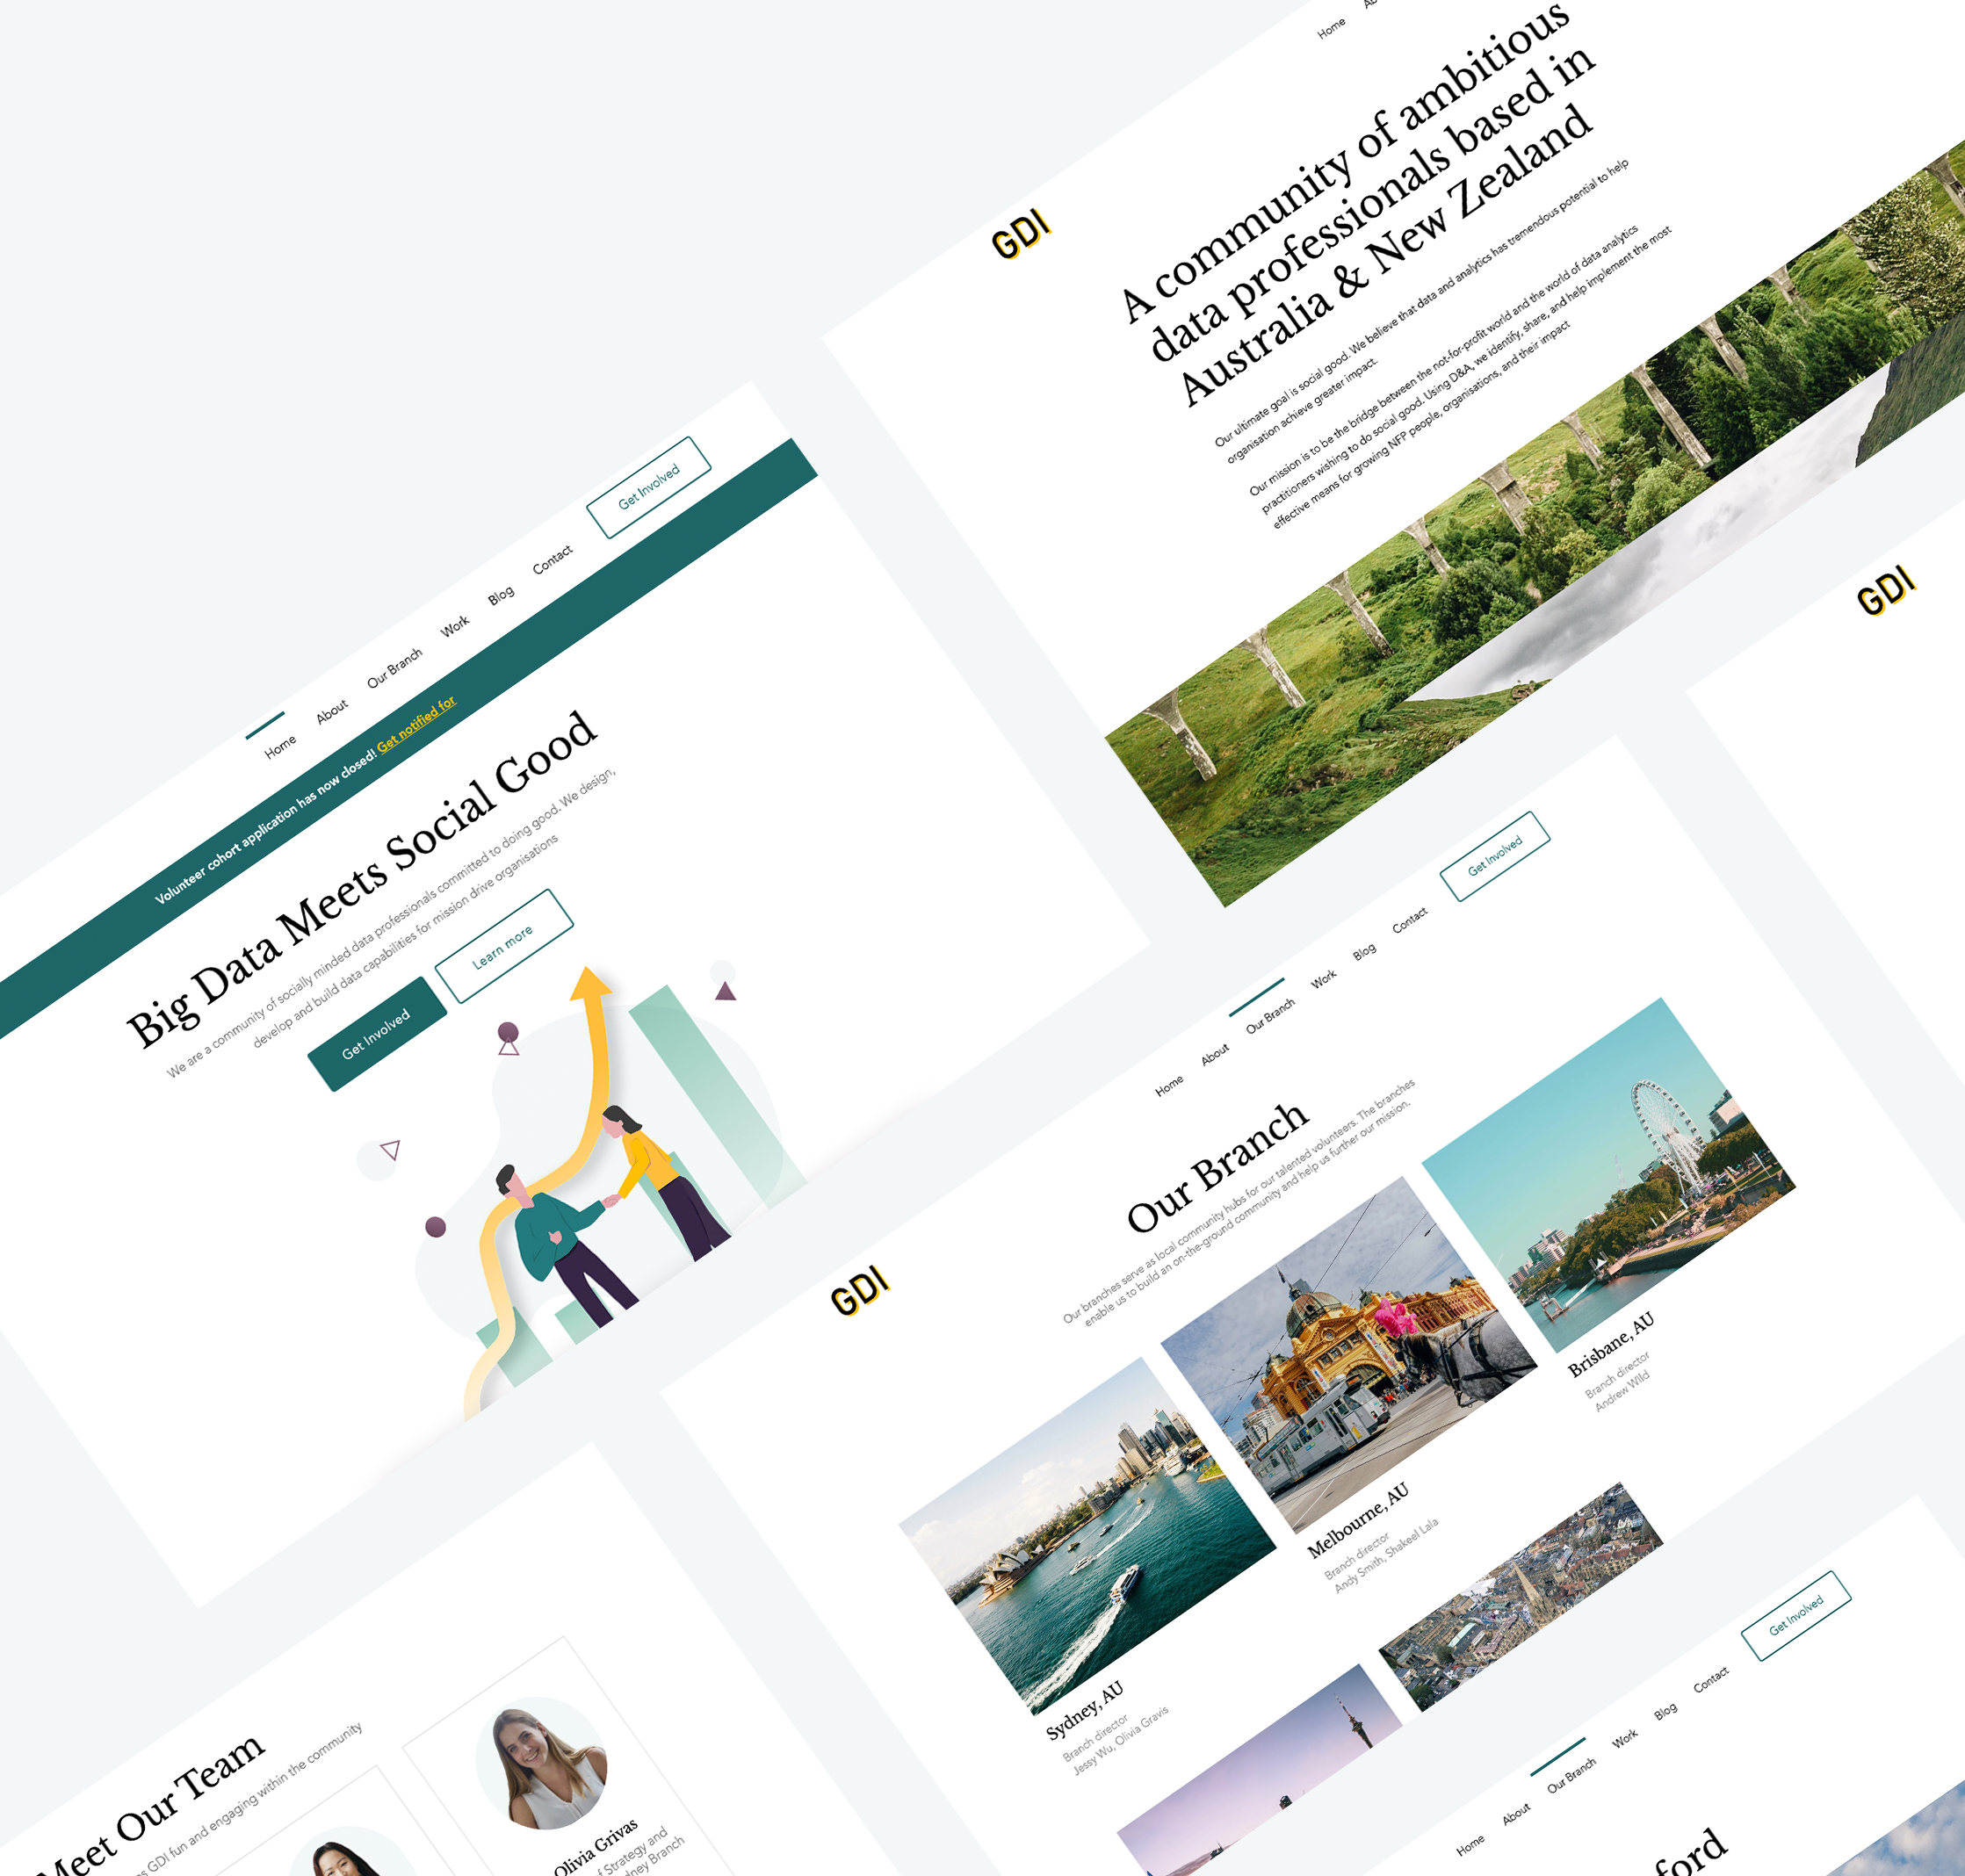 Home
GDI
A community of ambitious
data professionals based in
Australia & New Zealand
Our ultimate goal is social good. We believe that data and analytics has tremendous potential to help
organisation achieve greater impact.
Our mission is to be the bridge between the not-for-profit world and the world of data analytics
practitioners wishing to do social good. Using D&A, we identify, share, and help implement the most
effective means for growing NFP people, organisations, and their impact
Home
About
Our Branch
Work
Blog
Contact
Get Involved
Volunteer cohort application has now closed! Get notified for
Big Data Meets Social Good
We are a community of socially minded data professionals committed to doing good. We design,
develop and build data capabilities for mission drive organisations
Get Involved
Learn more
GDI
Home
About
Our Branch
Work
Blog
Contact
Get Involved
Our Branch
Our branches serve as local community hubs for our talented volunteers. The branches
enable us to build an on-the-ground community and help us further our mission.
Sydney, AU
Branch director
Jessy Wu, Olivia Gravis
Melbourne, AU
Branch director
Andy Smith, Shakeel Lala
Brisbane, AU
Branch director
Andrew Wild
GDI
Home
About
Our Branch
Work
Blog
Contact
Get Involved
ford
Meet Our Team
GDI fun and engaging within the community
Olivia Grivas
f Strategy and
dney Branch